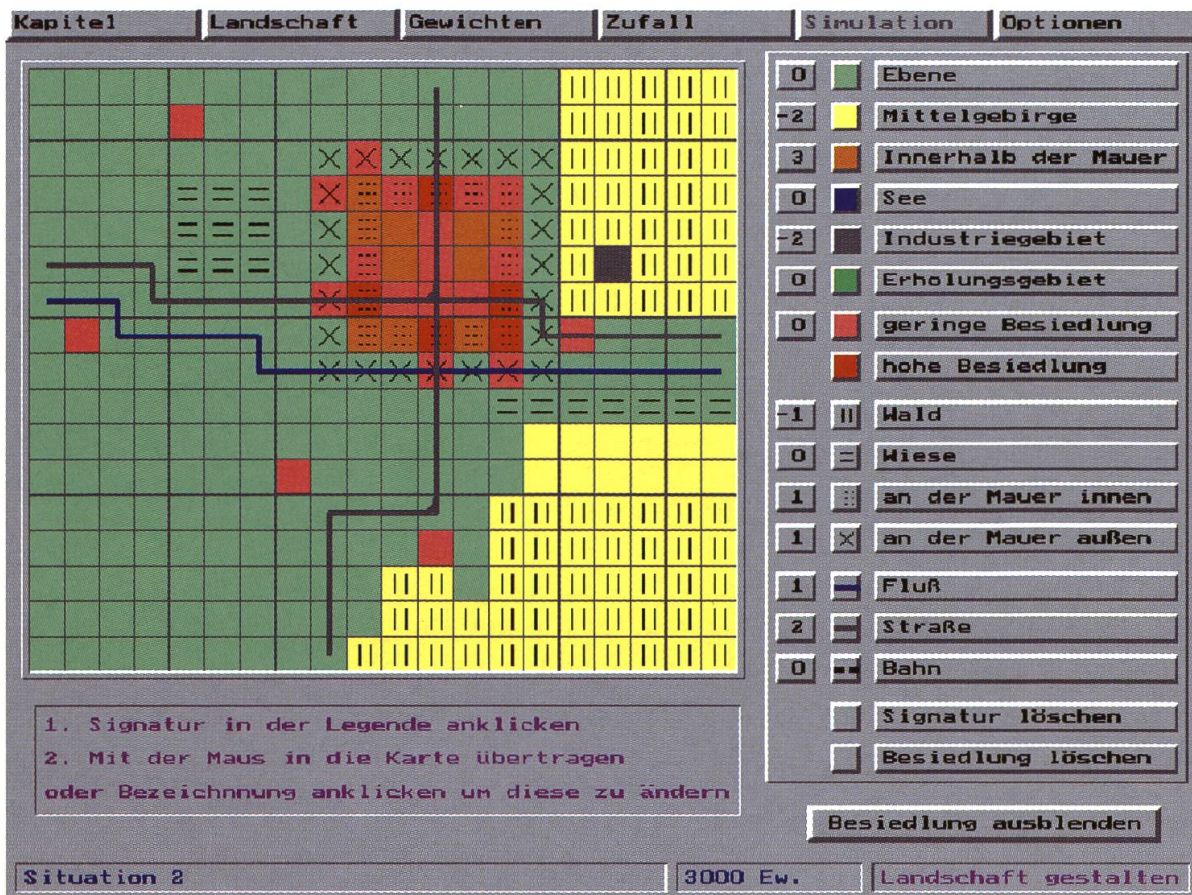 Kapitel Landschaft Gewichten Zufall Simulation Optionen
0 Ebene
-2 Mittelgebirge
3 Innerhalb der Mauer
0 See
-2 Industriegebiet
0 Erholungsgebiet
0 geringe Besiedlung
hohe Besiedlung
-1 Wald
0 Wiese
1 an der Mauer innen
1 an der Mauer außen
1 Fluß
2 Straße
0 Bahn
Signatur löschen
Besiedlung löschen
1. Signatur in der Legende anklicken
2. Mit der Maus in die Karte übertragen
oder Bezeichnnung anklicken um diese zu ändern
Besiedlung ausblenden
Situation 2 3000 Ew. Landschaft gestalten